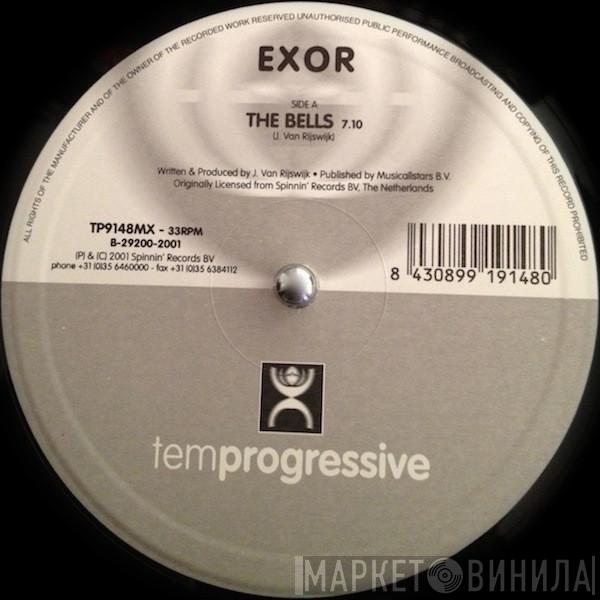 ALL RIGHTS OF THE MANUFACTURER AND OF THE OWNER OF THE RECORDED WORK RESERVED UNAUTHORISED PUBLIC PERFORMANCE BROADCASTING AND COPYING OF THIS RECORD PROHIBITED
EXOR
SIDE A
THE BELLS 7.10
(J. Van Rijswijk)
Written & Produced by J. Van Rijswijk • Published by Musicallstars B.V.
Originally Licensed from Spinnin' Records BV, The Netherlands
TP9148MX - 33RPM
B-29200-2001
(P) & (C) 2001 Spinnin' Records BV
phone +31 (0)35 6460000 - fax +31 (0)35 6384112
8 430899 191480
temprogressive
МАРКЕТ ВИНИЛА